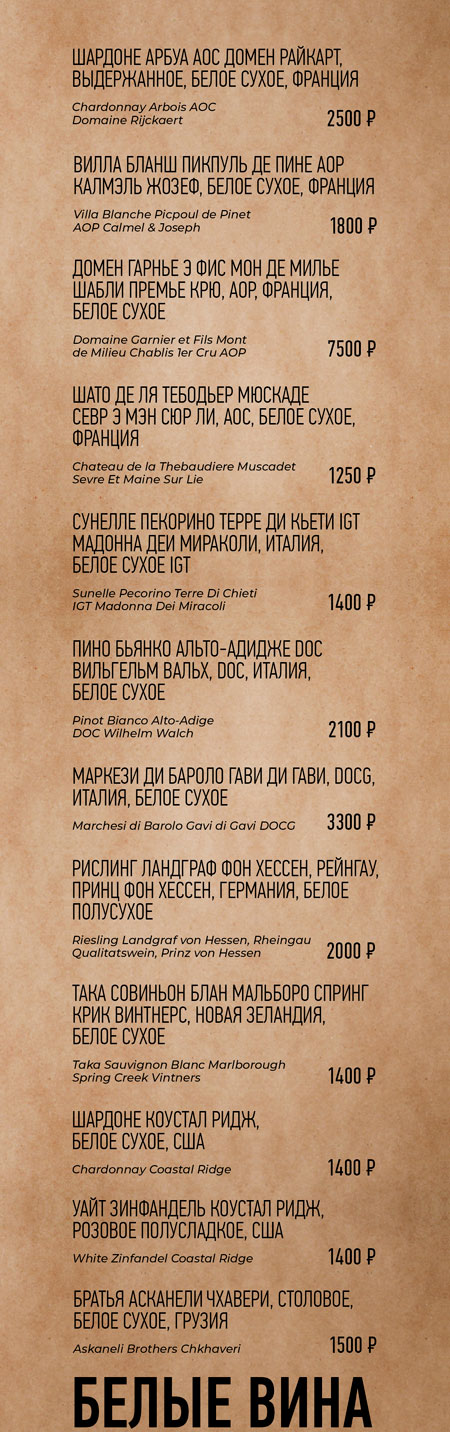 ШАРДОНЕ АРБУА АОС ДОМЕН РАЙКАРТ,
ВЫДЕРЖАННОЕ, БЕЛОЕ СУХОЕ, ФРАНЦИЯ
Chardonnay Arbois AOC
Domaine Rijckaert
2500 ₽
ВИЛЛА БЛАНШ ПИКПУЛЬ ДЕ ПИНЕ АОР
КАЛМЭЛЬ ЖОЗЕФ, БЕЛОЕ СУХОЕ, ФРАНЦИЯ
Villa Blanche Picpoul de Pinet
AOP Calmel & Joseph
1800 ₽
ДОМЕН ГАРНЬЕ Э ФИС МОН ДЕ МИЛЬЕ
ШАБЛИ ПРЕМЬЕ КРЮ, АОР, ФРАНЦИЯ,
БЕЛОЕ СУХОЕ
Domaine Garnier et Fils Mont
de Milieu Chablis 1er Cru AOP
7500 ₽
ШАТО ДЕ ЛЯ ТЕБОДЬЕР МЮСКАДЕ
СЕВР Э МЭН СЮР ЛИ, АОС, БЕЛОЕ СУХОЕ,
ФРАНЦИЯ
Chateau de la Thebaudiere Muscadet
Sevre Et Maine Sur Lie
1250 ₽
СУНЕЛЛЕ ПЕКОРИНО ТЕРРЕ ДИ КЬЕТИ IGT
МАДОННА ДЕИ МИРАКОЛИ, ИТАЛИЯ,
БЕЛОЕ СУХОЕ IGT
Sunelle Pecorino Terre Di Chieti
IGT Madonna Dei Miracoli
1400 ₽
ПИНО БЬЯНКО АЛЬТО-АДИДЖЕ DOC
ВИЛЬГЕЛЬМ ВАЛЬХ, DOC, ИТАЛИЯ,
БЕЛОЕ СУХОЕ
Pinot Bianco Alto-Adige
DOC Wilhelm Walch
2100 ₽
МАРКЕЗИ ДИ БАРОЛО ГАВИ ДИ ГАВИ, DOCG,
ИТАЛИЯ, БЕЛОЕ СУХОЕ
Marchesi di Barolo Gavi di Gavi DOCG
3300 ₽
РИСЛИНГ ЛАНДГРАФ ФОН ХЕССЕН, РЕЙНГАУ,
ПРИНЦ ФОН ХЕССЕН, ГЕРМАНИЯ, БЕЛОЕ
ПОЛУСУХОЕ
Riesling Landgraf von Hessen, Rheingau
Qualitatswein, Prinz von Hessen
2000 ₽
ТАКА СОВИНЬОН БЛАН МАЛЬБОРО СПРИНГ
КРИК ВИНТНЕРС, НОВАЯ ЗЕЛАНДИЯ,
БЕЛОЕ СУХОЕ
Taka Sauvignon Blanc Marlborough
Spring Creek Vintners
1400 ₽
ШАРДОНЕ КОУСТАЛ РИДЖ,
БЕЛОЕ СУХОЕ, США
Chardonnay Coastal Ridge
1400 ₽
УАЙТ ЗИНФАНДЕЛЬ КОУСТАЛ РИДЖ,
РОЗОВОЕ ПОЛУСЛАДКОЕ, США
White Zinfandel Coastal Ridge
1400 ₽
БРАТЬЯ АСКАНЕЛИ ЧХАВЕРИ, СТОЛОВОЕ,
БЕЛОЕ СУХОЕ, ГРУЗИЯ
Askaneli Brothers Chkhaveri
1500 ₽
БЕЛЫЕ ВИНА